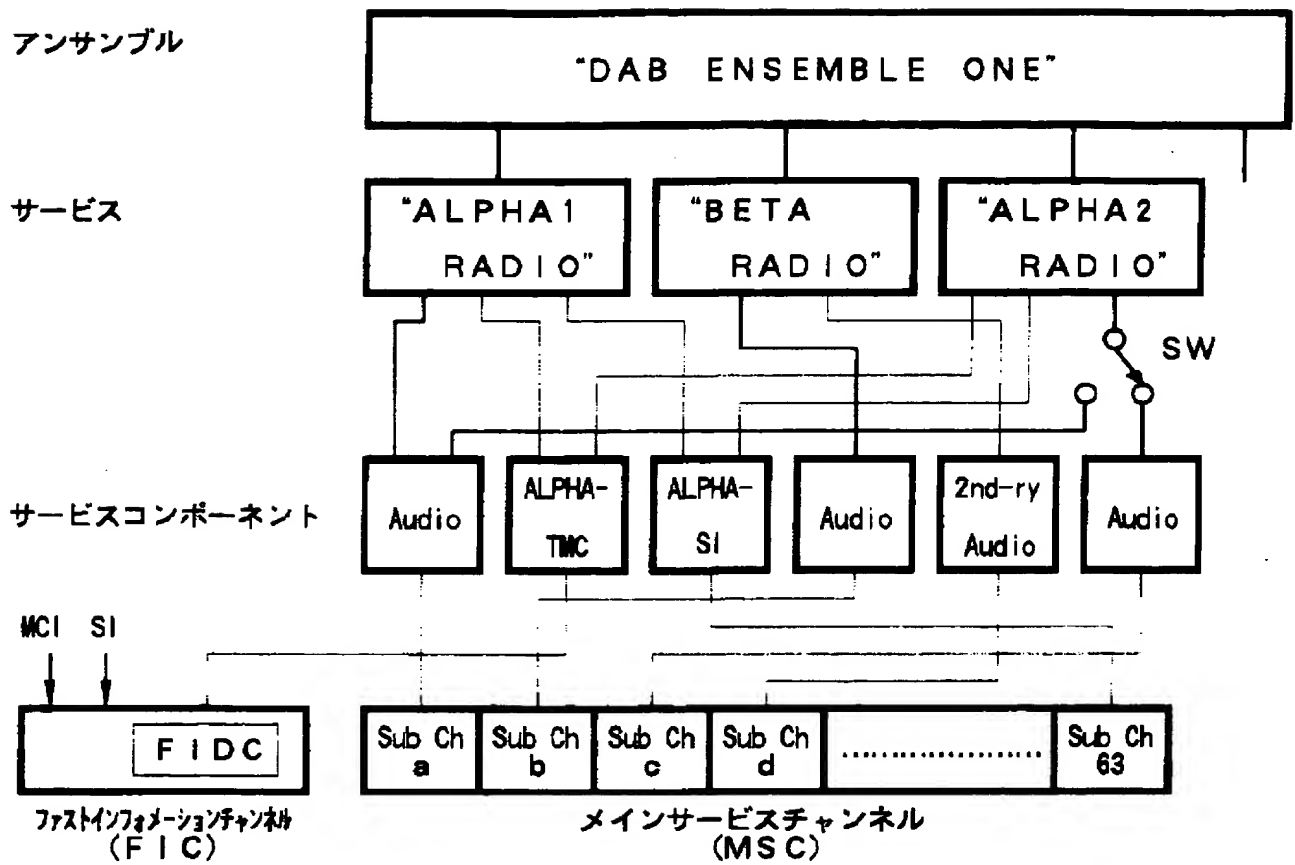 アンサンブル
“DAB ENSEMBLE ONE”
サービス
“ALPHA1
RADIO”
“BETA
RADIO”
“ALPHA2
RADIO”
SW
サービスコンポーネント
Audio
ALPHA-
TMC
ALPHA-
SI
Audio
2nd-ry
Audio
Audio
MCI
SI
FIDC
Sub Ch
a
Sub Ch
b
Sub Ch
c
Sub Ch
d
Sub Ch
63
ファストインフォメーションチャンネル
(FIC)
メインサービスチャンネル
(MSC)